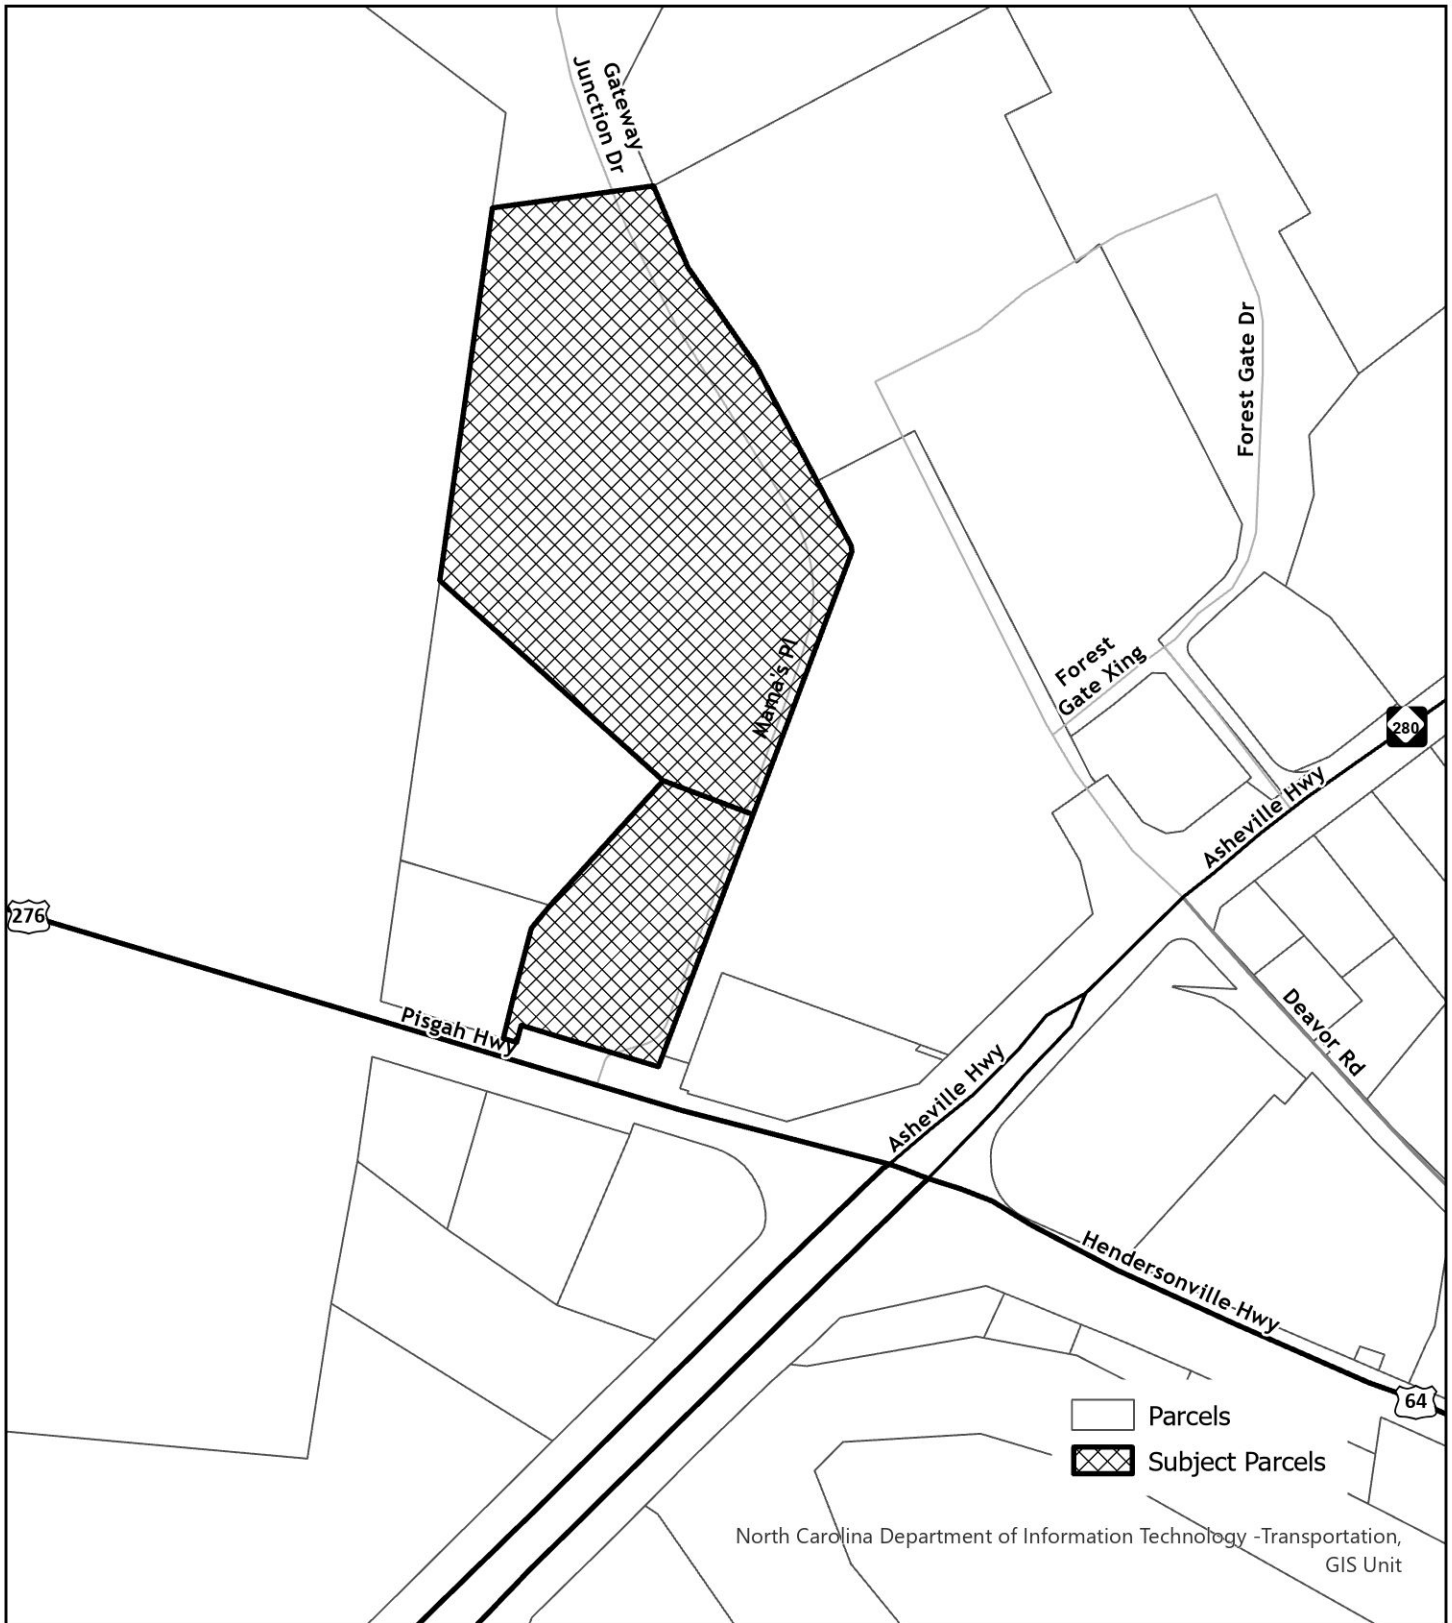 Gateway
Junction Dr
Forest Gate Dr
Forest
Gate Xing
Mama's Pl
280
Asheville Hwy
276
Pisgah Hwy
Deavor Rd
Asheville Hwy
Hendersonville Hwy
64
Parcels
Subject Parcels
North Carolina Department of Information Technology -Transportation,
GIS Unit